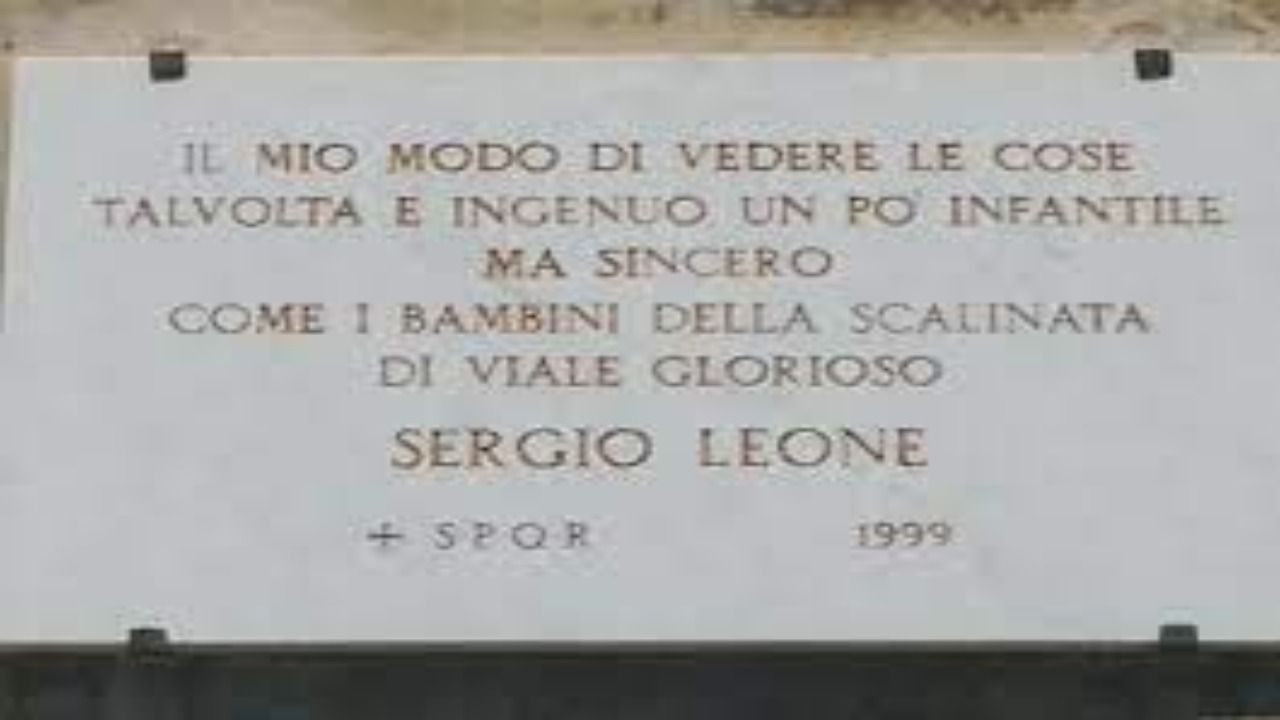 IL MIO MODO DI VEDERE LE COSE
TALVOLTA E INGENUO UN PO' INFANTILE
MA SINCERO
COME I BAMBINI DELLA SCALINATA
DI VIALE GLORIOSO
SERGIO LEONE
+ S P Q R 1999